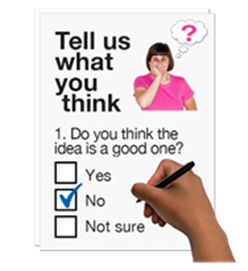 Tell us
what
you
think
?
1. Do you think the
idea is a good one?
Yes
No
Not sure